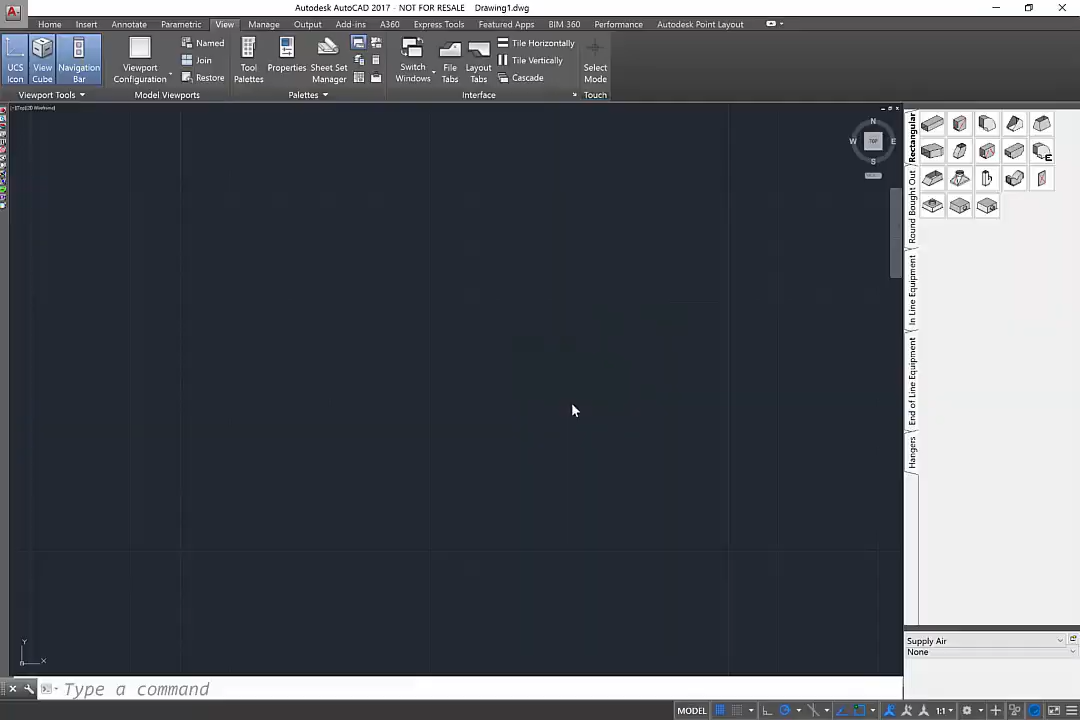 Autodesk AutoCAD 2017 - NOT FOR RESALE Drawing1.dwg
Home Insert Annotate Parametric View Manage Output Add-ins A360 Express Tools Featured Apps BIM 360 Performance Autodesk Point Layout
UCS Icon
View Cube
Navigation Bar
Viewport Tools
Viewport Configuration
Named
Join
Restore
Model Viewports
Tool Palettes
Properties
Sheet Set Manager
Palettes
Switch Windows
File Tabs
Layout Tabs
Tile Horizontally
Tile Vertically
Cascade
Interface
Select Mode
Touch
[-][Top][2D Wireframe]
N
W TOP E
S
Rectangular
Round Bought Out
In Line Equipment
End of Line Equipment
Hangers
E
Supply Air
None
Y
X
Type a command
MODEL 1:1